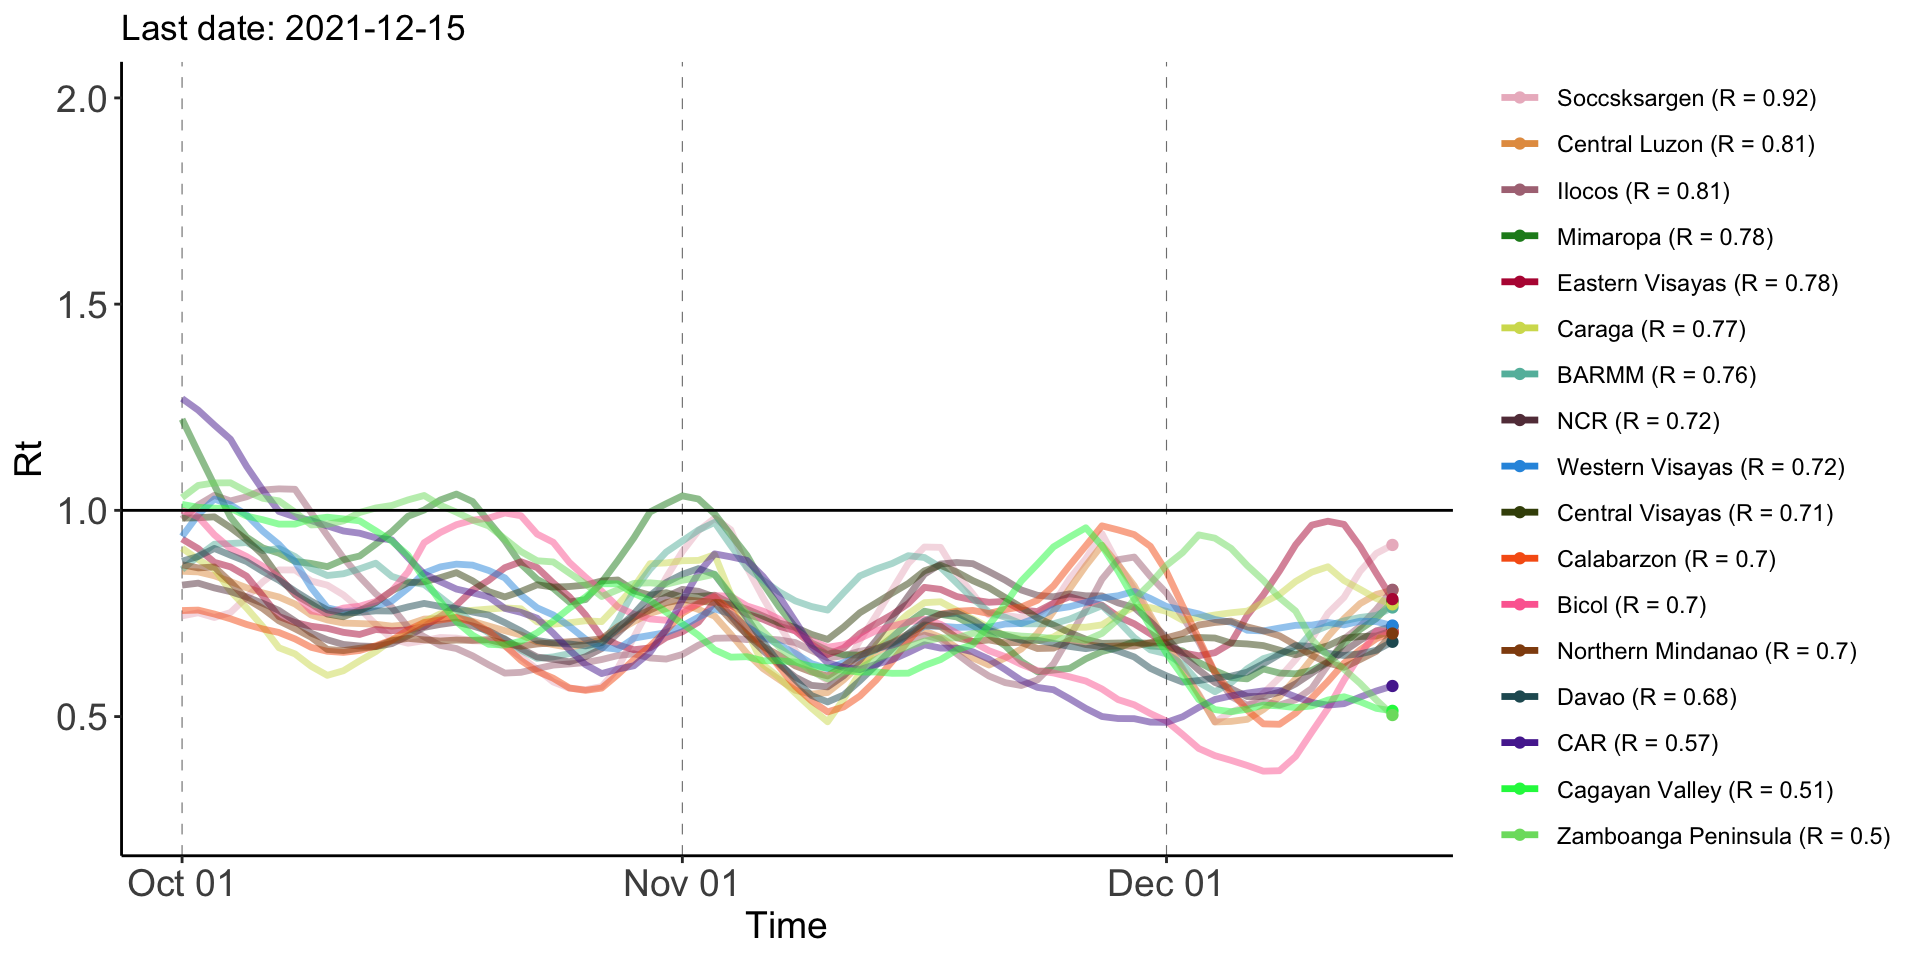 Last date: 2021-12-15
2.0
1.5
1.0
0.5
Rt
Oct 01
Nov 01
Dec 01
Time
Soccsksargen (R = 0.92)
Central Luzon (R = 0.81)
Ilocos (R = 0.81)
Mimaropa (R = 0.78)
Eastern Visayas (R = 0.78)
Caraga (R = 0.77)
BARMM (R = 0.76)
NCR (R = 0.72)
Western Visayas (R = 0.72)
Central Visayas (R = 0.71)
Calabarzon (R = 0.7)
Bicol (R = 0.7)
Northern Mindanao (R = 0.7)
Davao (R = 0.68)
CAR (R = 0.57)
Cagayan Valley (R = 0.51)
Zamboanga Peninsula (R = 0.5)